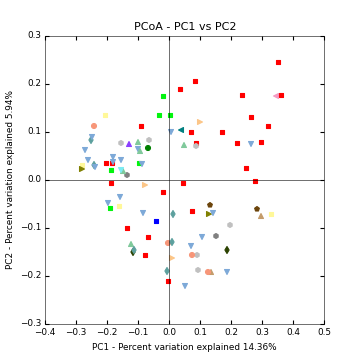 PCoA - PC1 vs PC2
0.3
0.2
0.1
0.0
−0.1
−0.2
−0.3
−0.4 −0.3 −0.2 −0.1 0.0 0.1 0.2 0.3 0.4 0.5
PC2 - Percent variation explained 5.94%
PC1 - Percent variation explained 14.36%